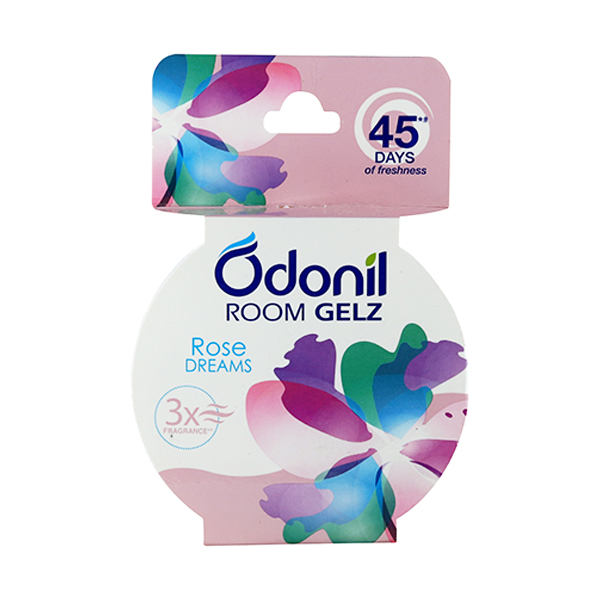 45*#
DAYS
of freshness
Odonil
ROOM GELZ
Rose
DREAMS
3x
FRAGRANCE